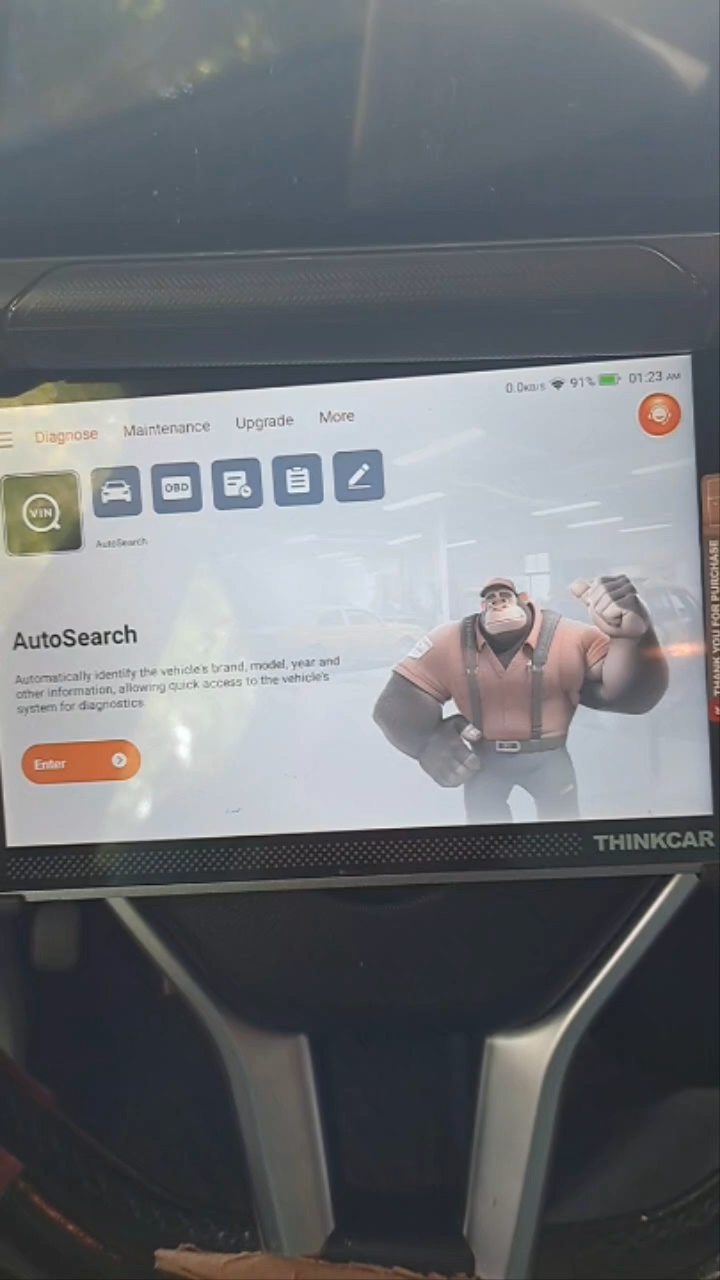 0.0KB/S 91% 01:23 AM
Diagnose Maintenance Upgrade More
VIN OBD
AutoSearch
AutoSearch
Automatically identify the vehicle's brand, model, year and
other information, allowing quick access to the vehicle's
system for diagnostics
Enter
THINKCAR
THANK YOU FOR PURCHASE